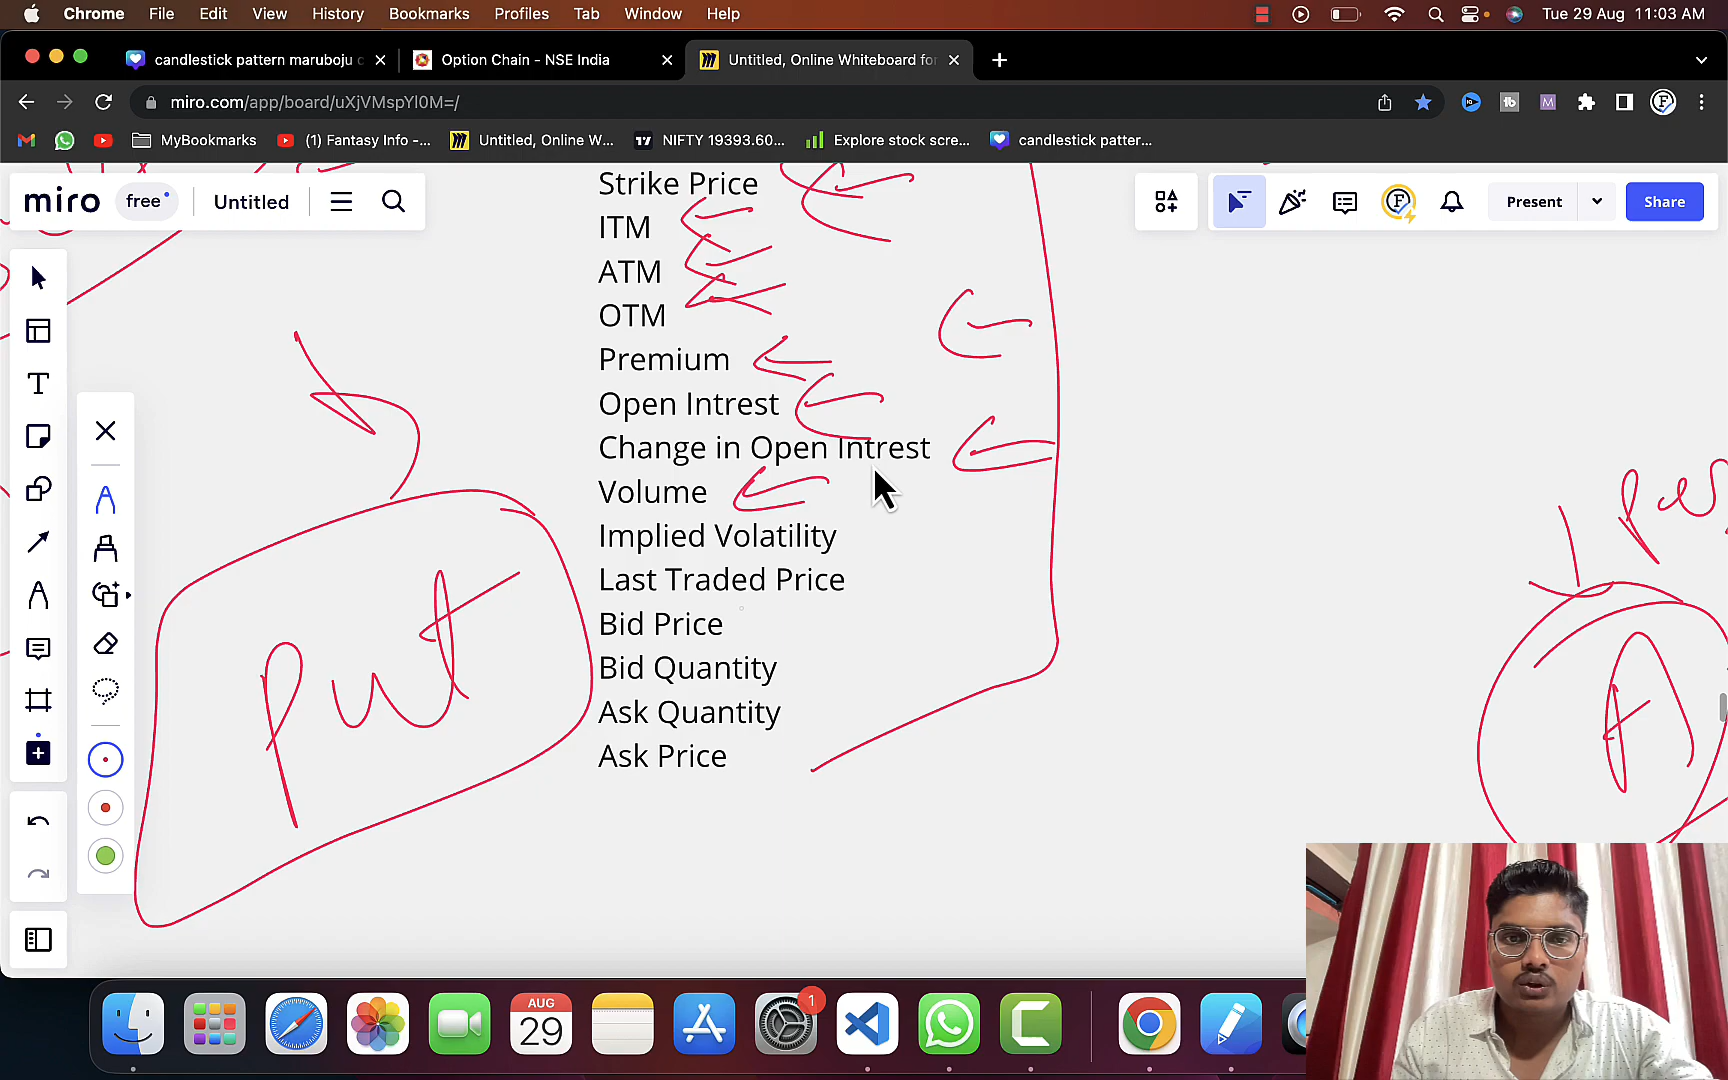 Chrome File Edit View History Bookmarks Profiles Tab Window Help Tue 29 Aug 11:03 AM
candlestick pattern maruboju c Option Chain - NSE India Untitled, Online Whiteboard for
miro.com/app/board/uXjVMspYI0M=/
MyBookmarks (1) Fantasy Info -... Untitled, Online W... NIFTY 19393.60... Explore stock scre... candlestick patter...
miro free Untitled Present Share
Strike Price
ITM
ATM
OTM
Premium
Open Intrest
Change in Open Intrest
Volume
Implied Volatility
Last Traded Price
Bid Price
Bid Quantity
Ask Quantity
Ask Price
put
A
AUG
29
1